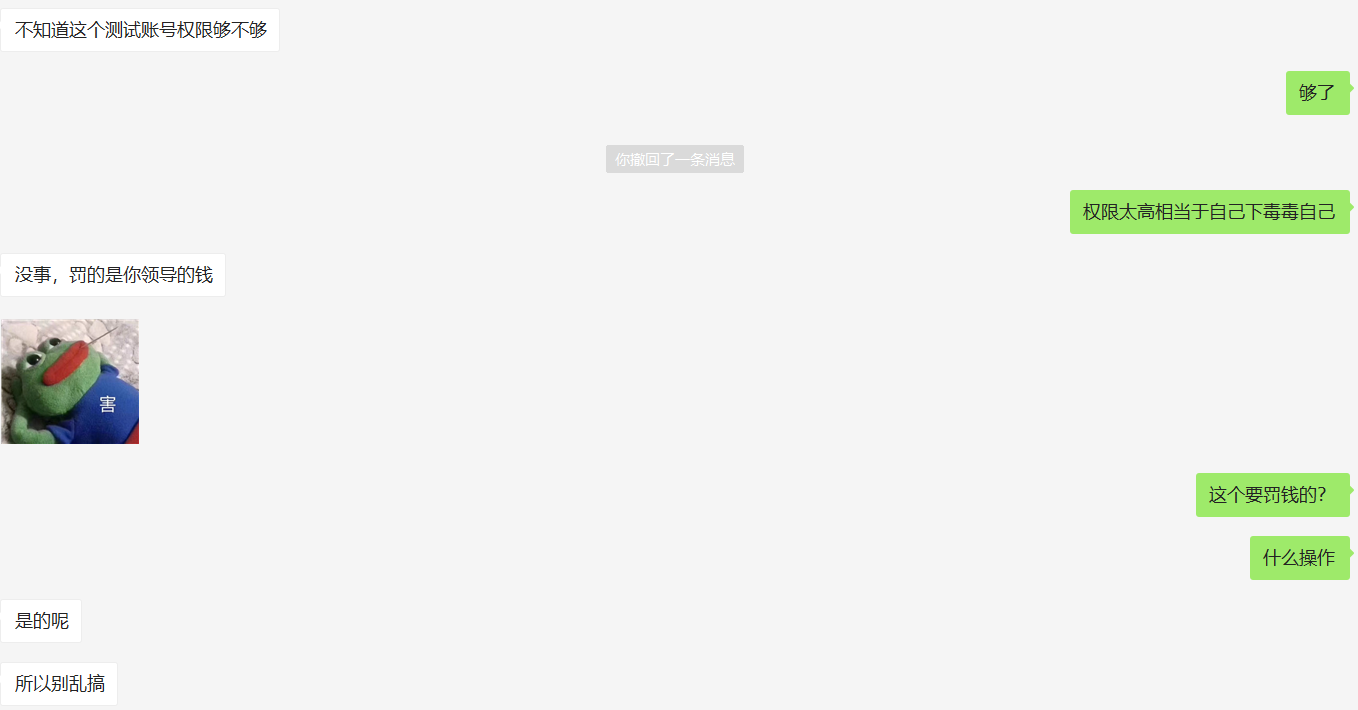 不知道这个测试账号权限够不够
够了
你撤回了一条消息
权限太高相当于自己下毒毒自己
没事，罚的是你领导的钱
害
这个要罚钱的？
什么操作
是的呢
所以别乱搞